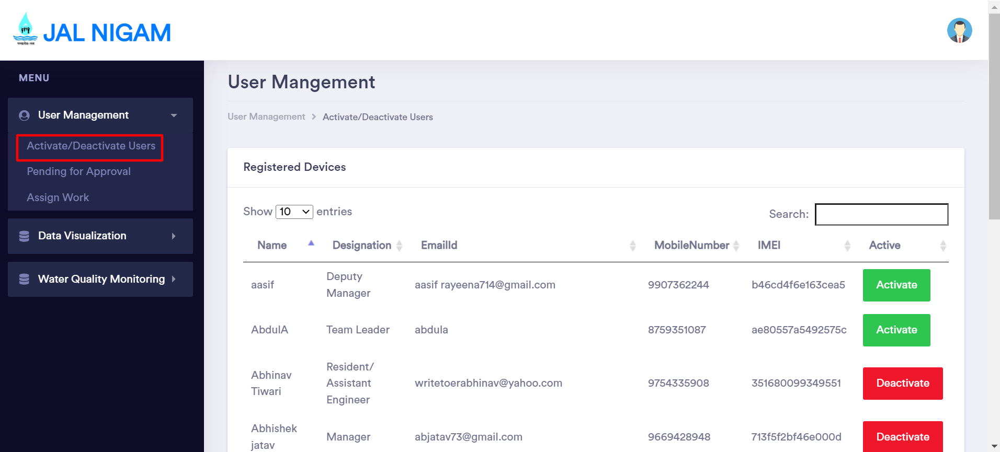 JAL NIGAM
MENU
User Management
Activate/Deactivate Users
Pending for Approval
Assign Work
Data Visualization
Water Quality Monitoring
User Mangement
User Management > Activate/Deactivate Users
Registered Devices
Show 10 entries
Search:
Name Designation EmailId MobileNumber IMEI Active
aasif Deputy Manager aasif rayeena714@gmail.com 9907362244 b46cd4f6e163cea5 Activate
AbdulA Team Leader abdula 8759351087 ae80557a5492575c Activate
Abhinav Tiwari Resident/ Assistant Engineer writetoerabhinav@yahoo.com 9754335908 351680099349551 Deactivate
Abhishek jatav Manager abjatav73@gmail.com 9669428948 713f5f2bf46e000d Deactivate